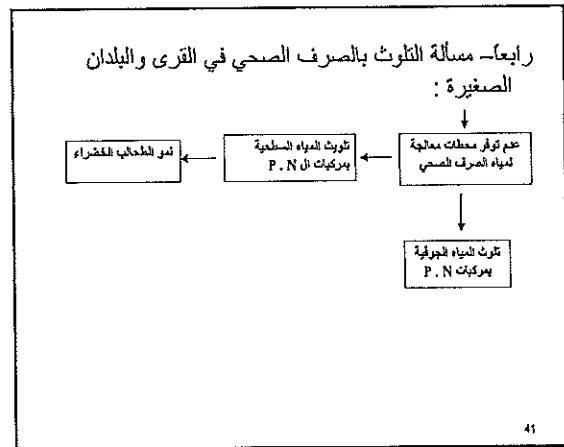 رابعاً– مسألة التلوث بالصرف الصحي في القرى والبلدان
الصغيرة :
عدم توفر محطات معالجة
لمياه الصرف الصحي
تلويث المياه السطحية
بمركبات ال P . N
نمو الطحالب الخضراء
تلوث المياه الجوفية
بمركبات P . N
41